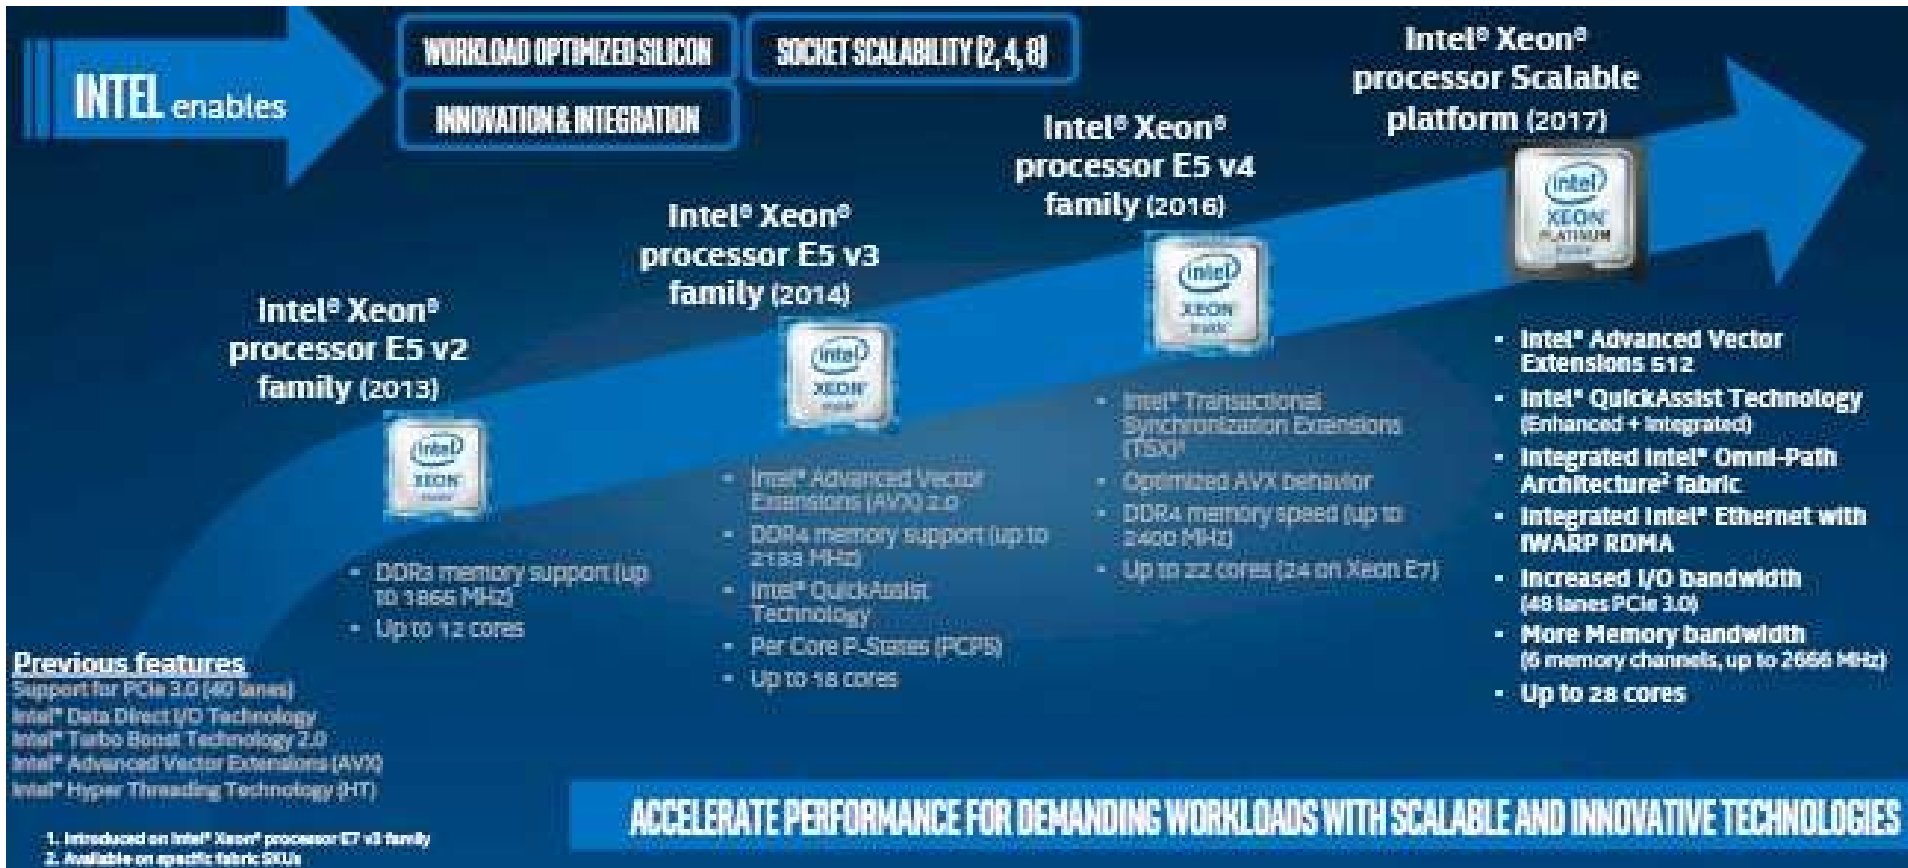 INTEL enables
WORKLOAD OPTIMIZED SILICON
SOCKET SCALABILITY (2, 4, 8)
INNOVATION & INTEGRATION
Intel® Xeon®
processor E5 v2
family (2013)
intel
XEON
inside
DDR3 memory support (up
to 1866 MHz)
Up to 12 cores
Intel® Xeon®
processor E5 v3
family (2014)
intel
XEON
inside
Intel® Advanced Vector
Extensions (AVX) 2.0
DDR4 memory support (up to
2133 MHz)
Intel® QuickAssist
Technology
Per Core P-States (PCPS)
Up to 18 cores
Intel® Xeon®
processor E5 v4
family (2016)
intel
XEON
inside
Intel® Transactional
Synchronization Extensions
(TSX)¹
Optimized AVX behavior
DDR4 memory speed (up to
2400 MHz)
Up to 22 cores (24 on Xeon E7)
Intel® Xeon®
processor Scalable
platform (2017)
intel
XEON
PLATINUM
inside
Intel® Advanced Vector
Extensions 512
Intel® QuickAssist Technology
(Enhanced + Integrated)
Integrated Intel® Omni-Path
Architecture² fabric
Integrated Intel® Ethernet with
iWARP RDMA
Increased I/O bandwidth
(48 lanes PCIe 3.0)
More Memory bandwidth
(6 memory channels, up to 2666 MHz)
Up to 28 cores
Previous features
Support for PCIe 3.0 (40 lanes)
Intel® Data Direct I/O Technology
Intel® Turbo Boost Technology 2.0
Intel® Advanced Vector Extensions (AVX)
Intel® Hyper Threading Technology (HT)
ACCELERATE PERFORMANCE FOR DEMANDING WORKLOADS WITH SCALABLE AND INNOVATIVE TECHNOLOGIES
1. Introduced on Intel® Xeon® processor E7 v3 family
2. Available on specific fabric SKUs